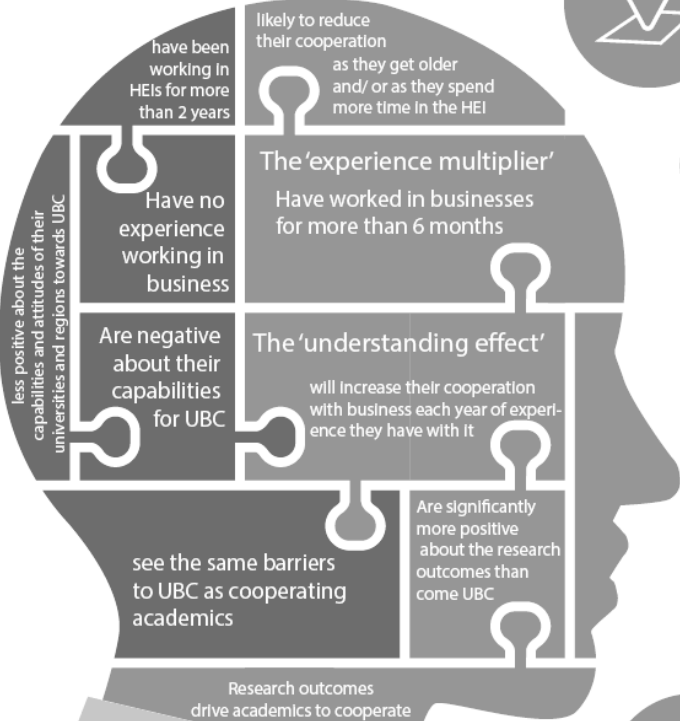 have been
working in
HEIs for more
than 2 years
likely to reduce
their cooperation
as they get older
and/ or as they spend
more time in the HEI
less positive about the
capabilities and attitudes of their
universities and regions towards UBC
Have no
experience
working in
business
The ‘experience multiplier’
Have worked in businesses
for more than 6 months
Are negative
about their
capabilities
for UBC
The ‘understanding effect’
will increase their cooperation
with business each year of experi-
ence they have with it
see the same barriers
to UBC as cooperating
academics
Are significantly
more positive
about the research
outcomes than
come UBC
Research outcomes
drive academics to cooperate